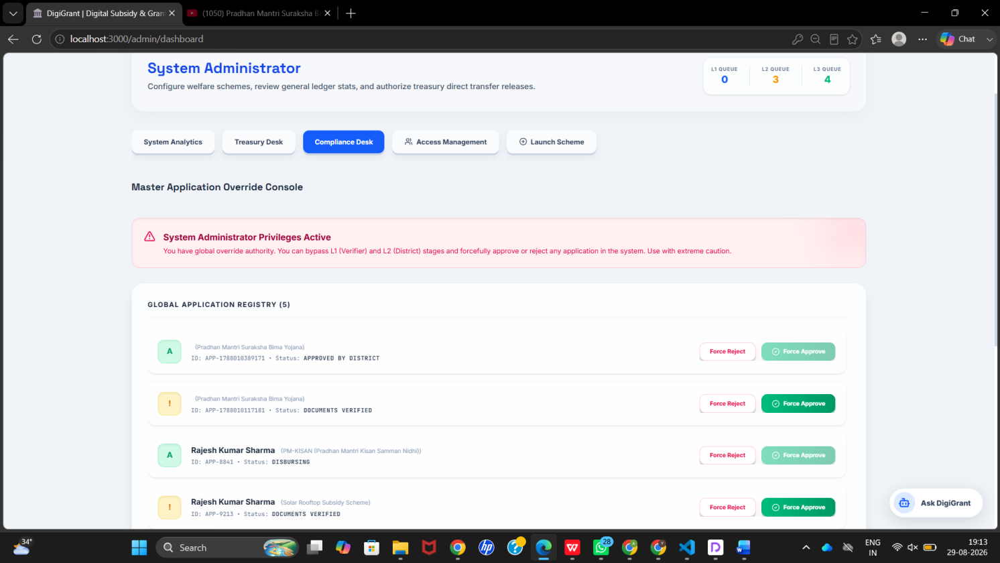 DigiGrant | Digital Subsidy & Grant
(1050) Pradhan Mantri Suraksha B
localhost:3000/admin/dashboard
Chat
System Administrator
Configure welfare schemes, review general ledger stats, and authorize treasury direct transfer releases.
L1 QUEUE L2 QUEUE L3 QUEUE
0 3 4
System Analytics
Treasury Desk
Compliance Desk
Access Management
Launch Scheme
Master Application Override Console
System Administrator Privileges Active
You have global override authority. You can bypass L1 (Verifier) and L2 (District) stages and forcefully approve or reject any application in the system. Use with extreme caution.
GLOBAL APPLICATION REGISTRY (5)
A
(Pradhan Mantri Suraksha Bima Yojana)
ID: APP-1788010389171 • Status: APPROVED BY DISTRICT
Force Reject
Force Approve
!
(Pradhan Mantri Suraksha Bima Yojana)
ID: APP-1788010117181 • Status: DOCUMENTS VERIFIED
Force Reject
Force Approve
A
Rajesh Kumar Sharma (PM-KISAN (Pradhan Mantri Kisan Samman Nidhi))
ID: APP-8841 • Status: DISBURSING
Force Reject
Force Approve
!
Rajesh Kumar Sharma (Solar Rooftop Subsidy Scheme)
ID: APP-9213 • Status: DOCUMENTS VERIFIED
Force Reject
Force Approve
Ask DigiGrant
34°
Search
28
ENG
IN
19:13
29-08-2026